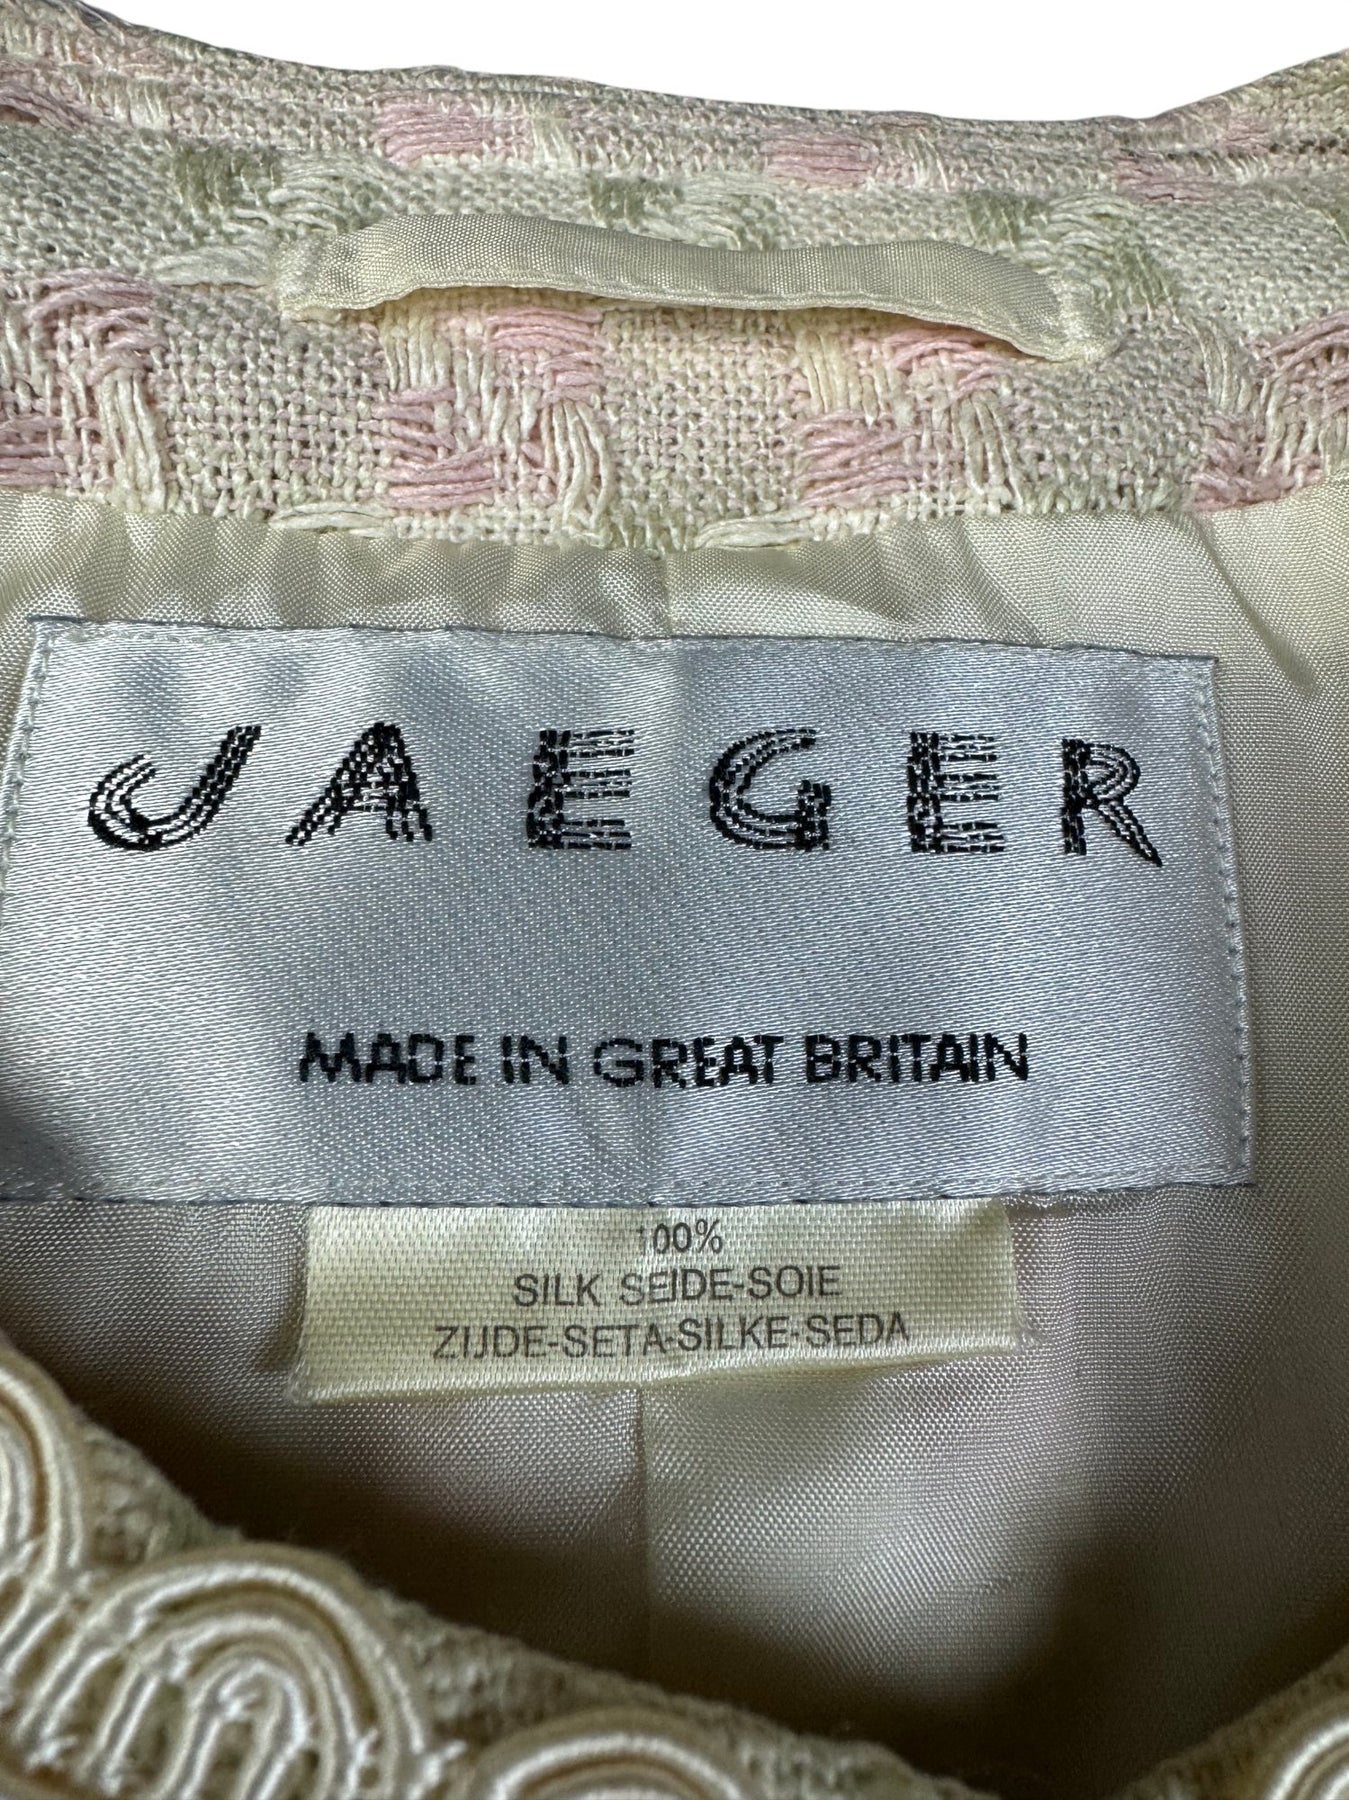 JAEGER
MADE IN GREAT BRITAIN
100%
SILK SEIDE-SOIE
ZIJDE-SETA-SILKE-SEDA